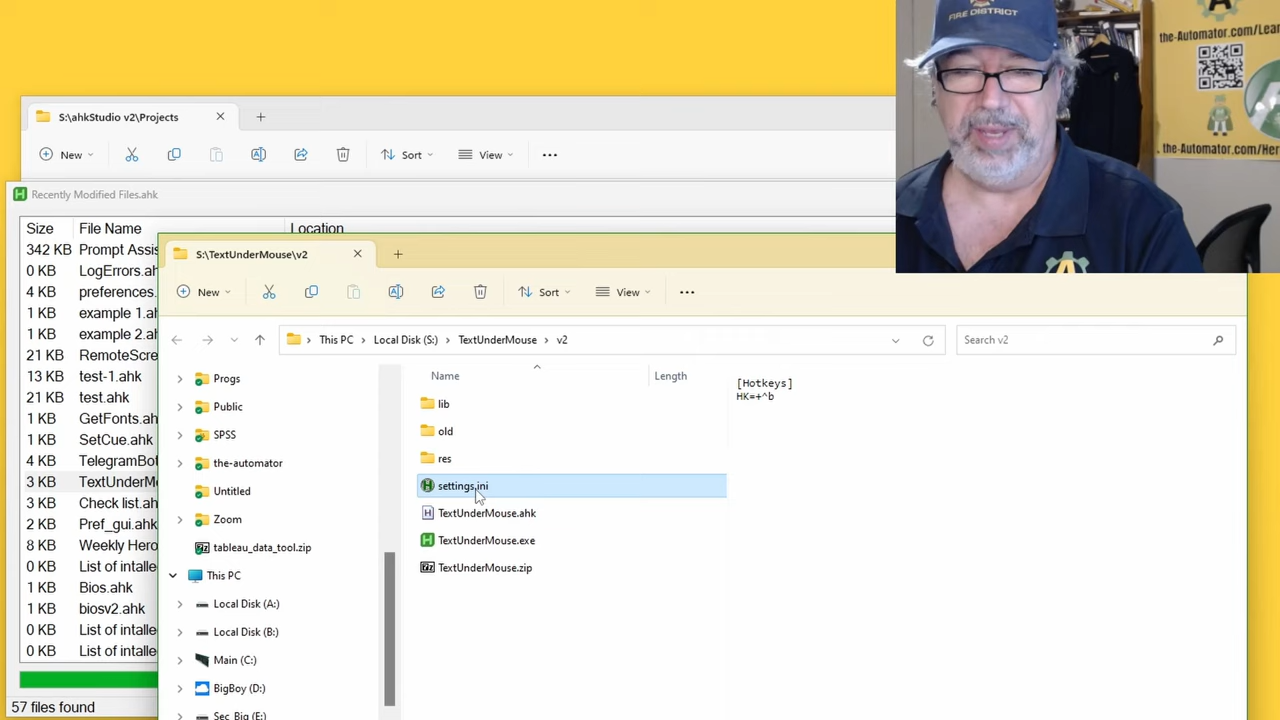 FIRE DISTRICT
the-Automator.com/Lear
the-Automator.com/Her
S:\ahkStudio v2\Projects
New
Sort
View
Recently Modified Files.ahk
Size File Name Location
342 KB Prompt Assis
0 KB LogErrors.a
4 KB preferences.
1 KB example 1.a
1 KB example 2.a
21 KB RemoteScre
13 KB test-1.ahk
21 KB test.ahk
1 KB GetFonts.ah
1 KB SetCue.ahk
4 KB TelegramBot
3 KB TextUnderM
3 KB Check list.ah
2 KB Pref_gui.ahk
8 KB Weekly Hero
0 KB List of intalle
1 KB Bios.ahk
1 KB biosv2.ahk
0 KB List of intalle
0 KB List of intalle
57 files found
S:\TextUnderMouse\v2
New
Sort
View
This PC > Local Disk (S:) > TextUnderMouse > v2
Search v2
Progs
Public
SPSS
the-automator
Untitled
Zoom
tableau_data_tool.zip
This PC
Local Disk (A:)
Local Disk (B:)
Main (C:)
BigBoy (D:)
Sec_Big (E:)
Name Length
lib
old
res
settings.ini
TextUnderMouse.ahk
TextUnderMouse.exe
TextUnderMouse.zip
[Hotkeys]
HK=+^b